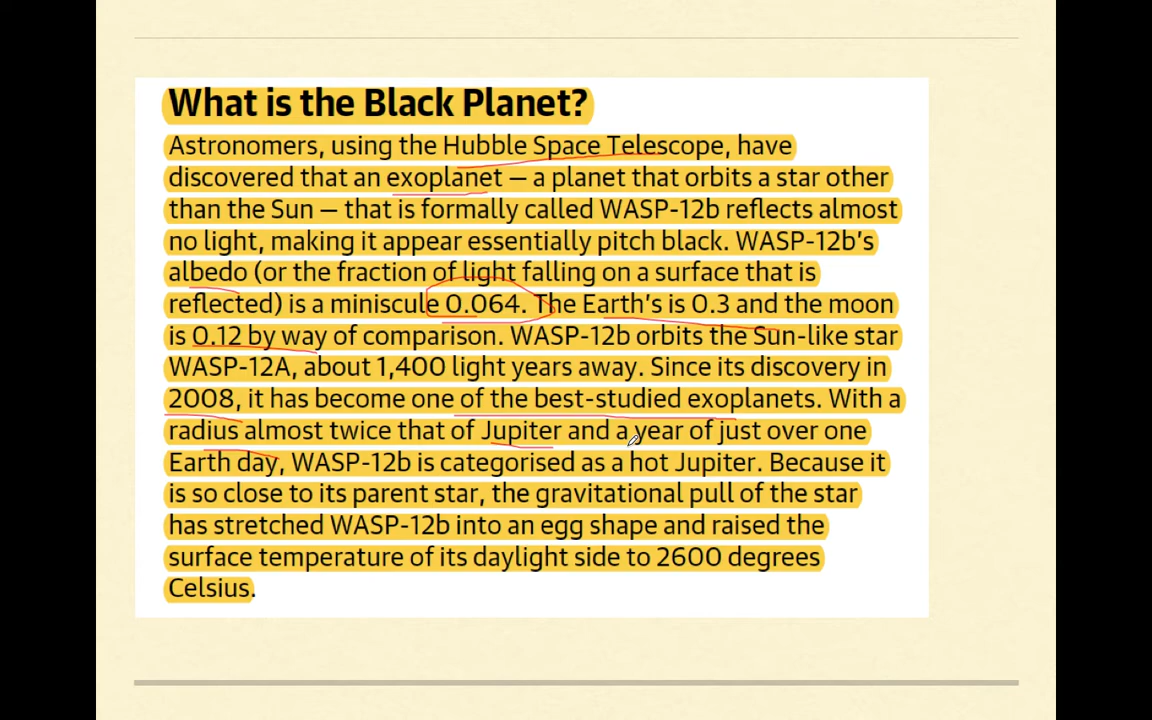 What is the Black Planet?
Astronomers, using the Hubble Space Telescope, have
discovered that an exoplanet — a planet that orbits a star other
than the Sun — that is formally called WASP-12b reflects almost
no light, making it appear essentially pitch black. WASP-12b’s
albedo (or the fraction of light falling on a surface that is
reflected) is a miniscule 0.064. The Earth’s is 0.3 and the moon
is 0.12 by way of comparison. WASP-12b orbits the Sun-like star
WASP-12A, about 1,400 light years away. Since its discovery in
2008, it has become one of the best-studied exoplanets. With a
radius almost twice that of Jupiter and a year of just over one
Earth day, WASP-12b is categorised as a hot Jupiter. Because it
is so close to its parent star, the gravitational pull of the star
has stretched WASP-12b into an egg shape and raised the
surface temperature of its daylight side to 2600 degrees
Celsius.